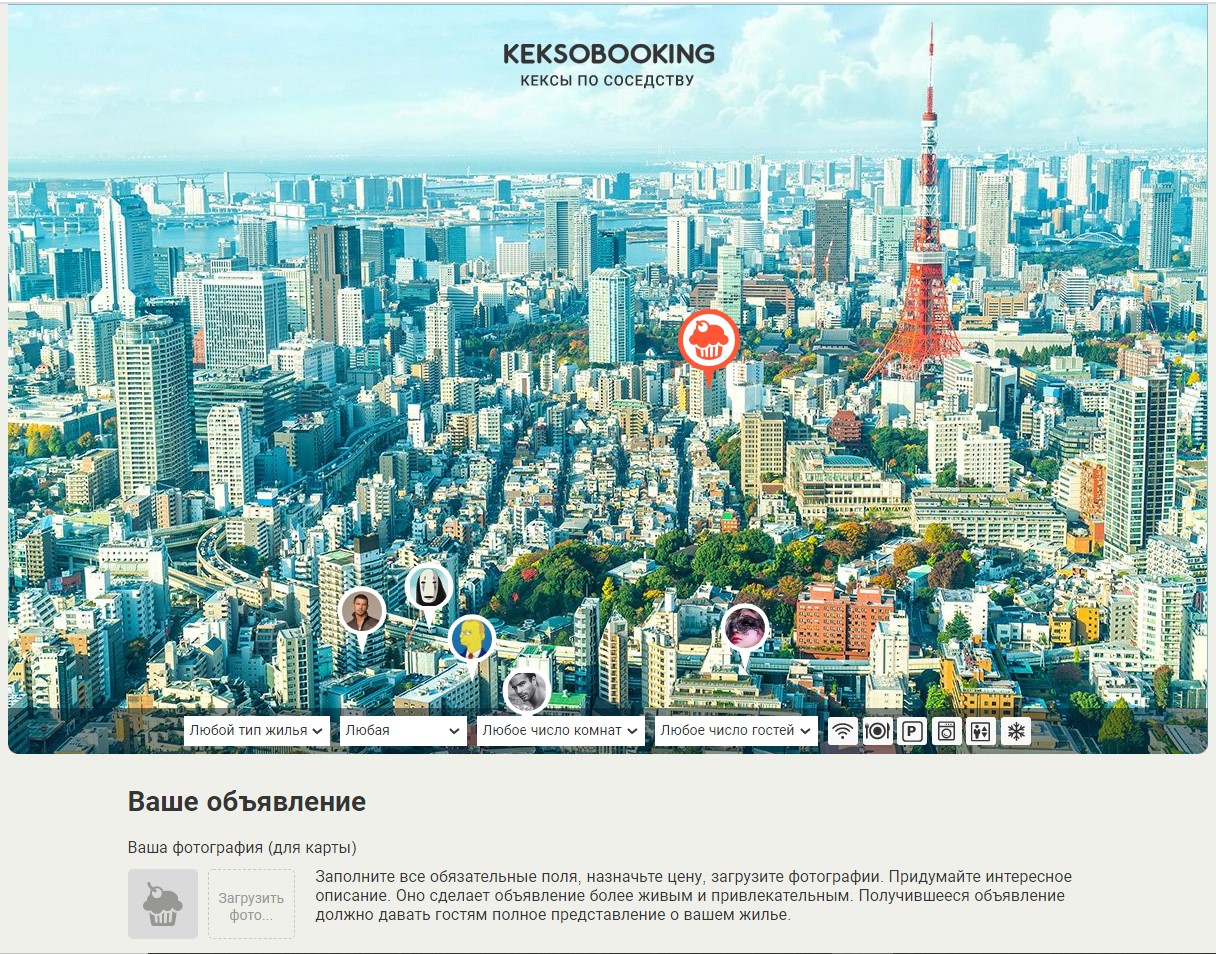 KEKSOBOOKING
КЕКСЫ ПО СОСЕДСТВУ
Любой тип жилья
Любая
Любое число комнат
Любое число гостей
P
Ваше объявление
Ваша фотография (для карты)
Загрузить
фото...
Заполните все обязательные поля, назначьте цену, загрузите фотографии. Придумайте интересное
описание. Оно сделает объявление более живым и привлекательным. Получившееся объявление
должно давать гостям полное представление о вашем жилье.